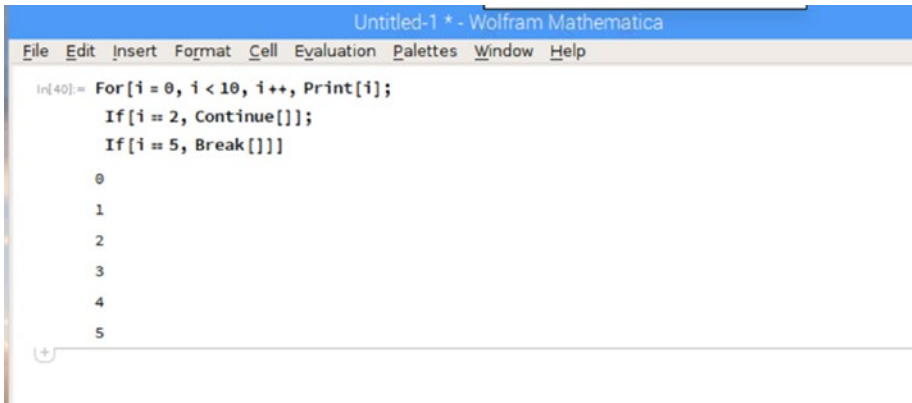 Untitled-1 * - Wolfram Mathematica
File Edit Insert Format Cell Evaluation Palettes Window Help
In[40]:= For[i = 0, i < 10, i ++, Print[i];
If[i == 2, Continue[]];
If[i == 5, Break[]]]
0
1
2
3
4
5